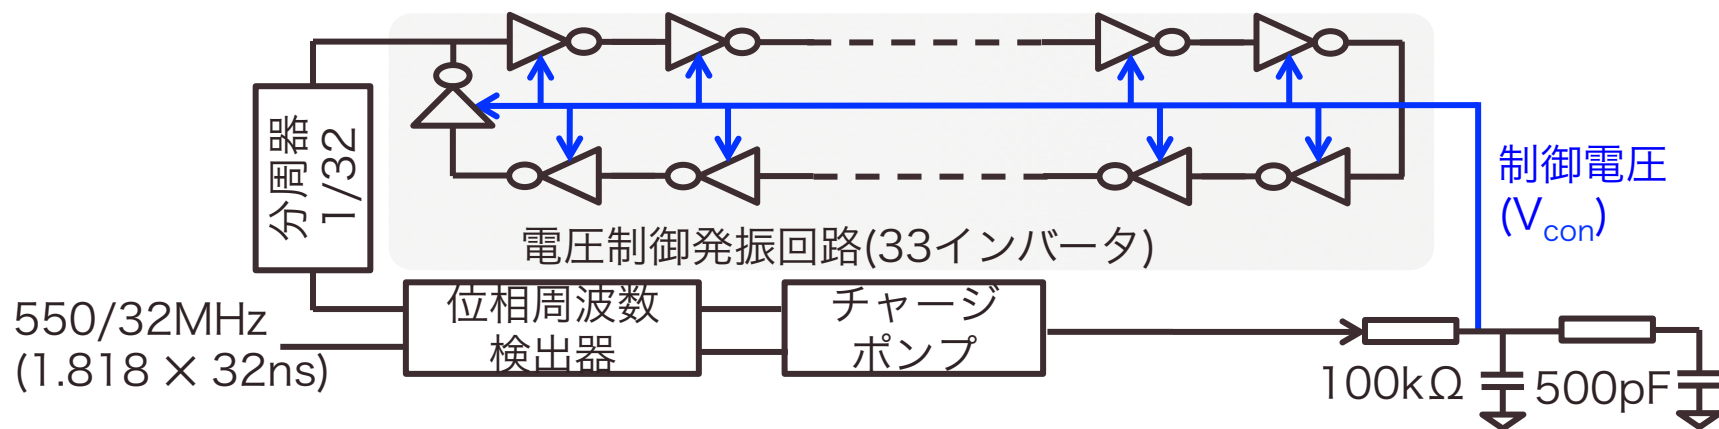 分周器
1/32
電圧制御発振回路(33インバータ)
制御電圧
(Vcon)
550/32MHz
(1.818 × 32ns)
位相周波数
検出器
チャージ
ポンプ
100kΩ
500pF